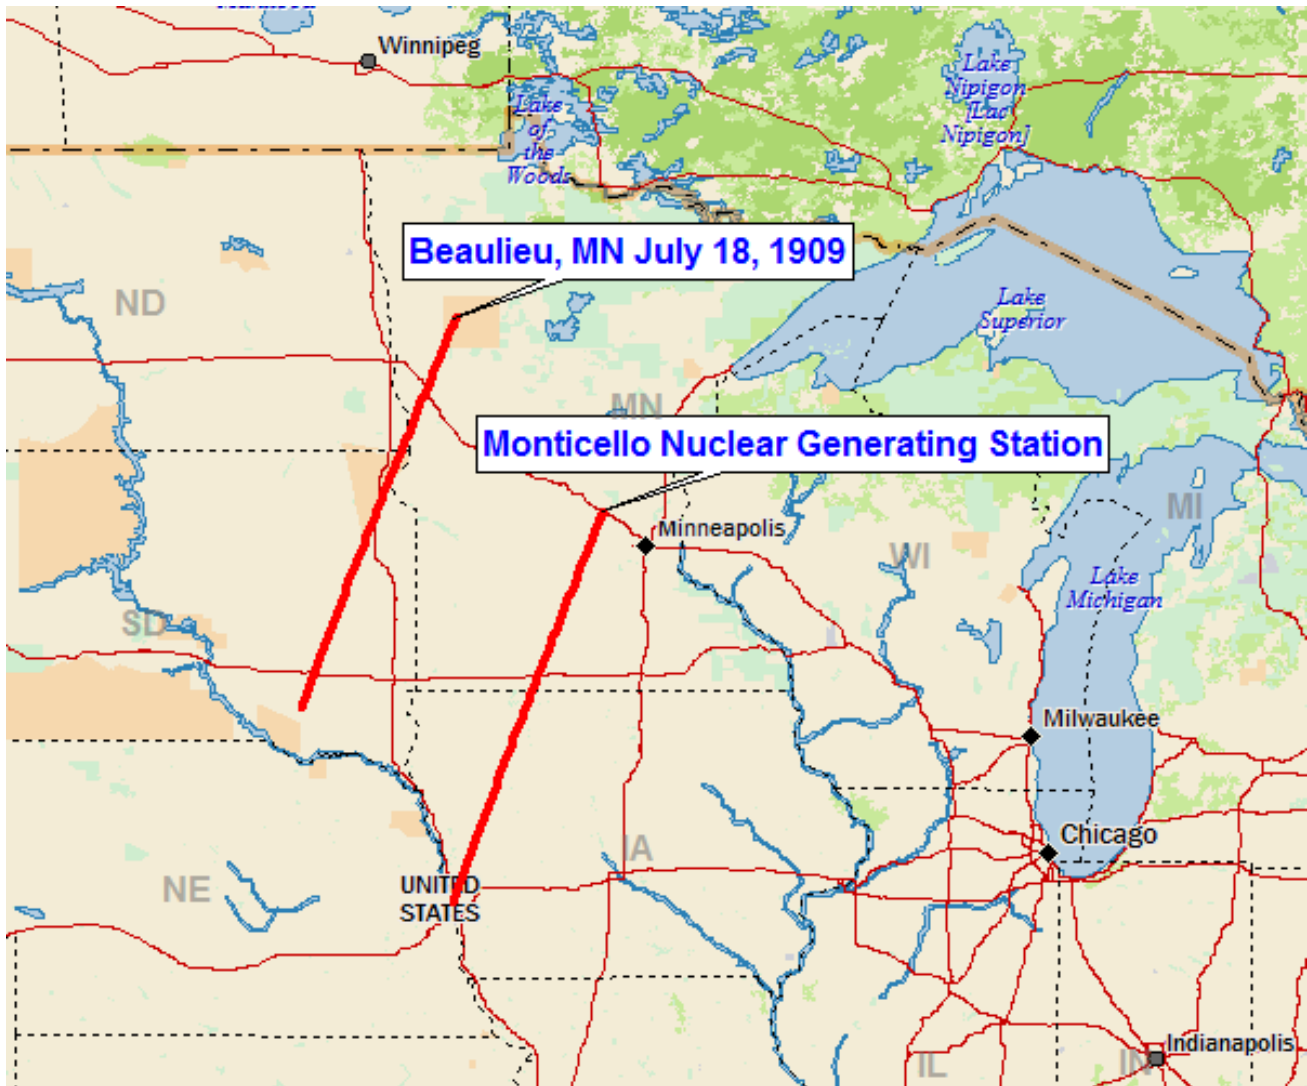 Manitoba
Winnipeg
Lake
Nipigon
[Lac
Nipigon]
Lake
of
the
Woods
Beaulieu, MN July 18, 1909
ND
Lake
Superior
MN
Monticello Nuclear Generating Station
MI
Minneapolis
WI
Lake
Michigan
SD
Milwaukee
Chicago
IA
NE
UNITED
STATES
Indianapolis
IL
IN